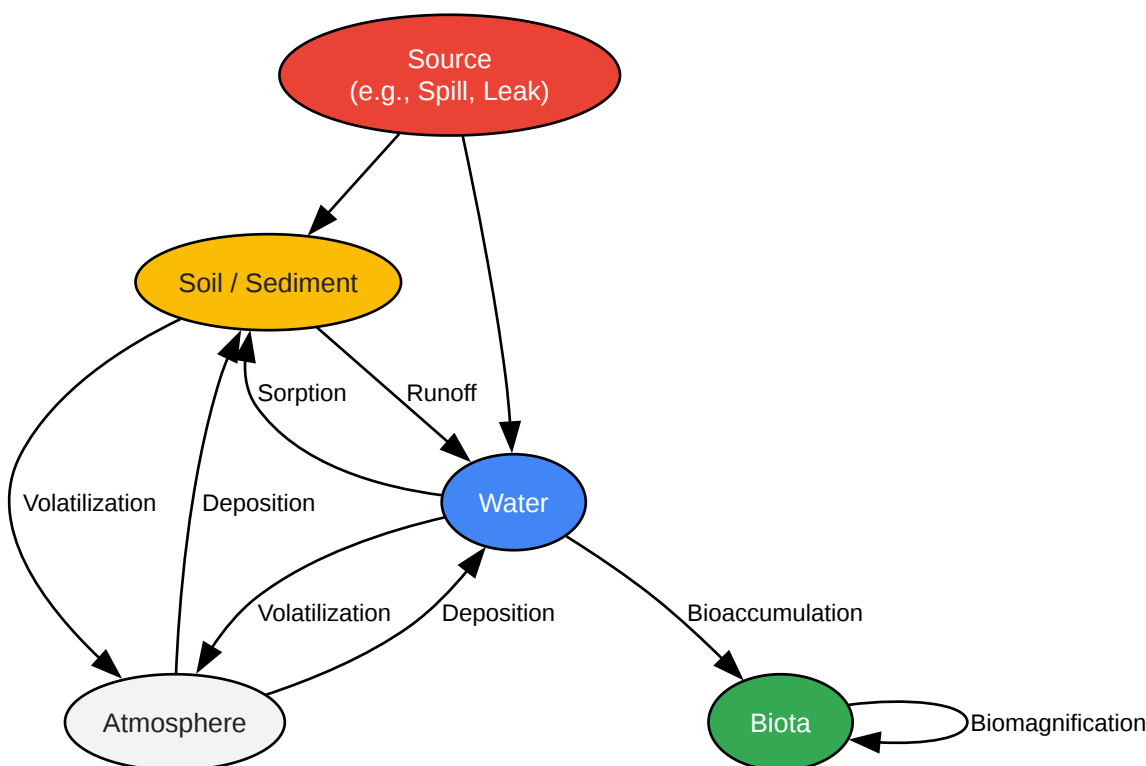 Source
(e.g., Spill, Leak)
Soil / Sediment
Sorption
Runoff
Volatilization
Deposition
Water
Volatilization
Deposition
Bioaccumulation
Atmosphere
Biota
Biomagnification